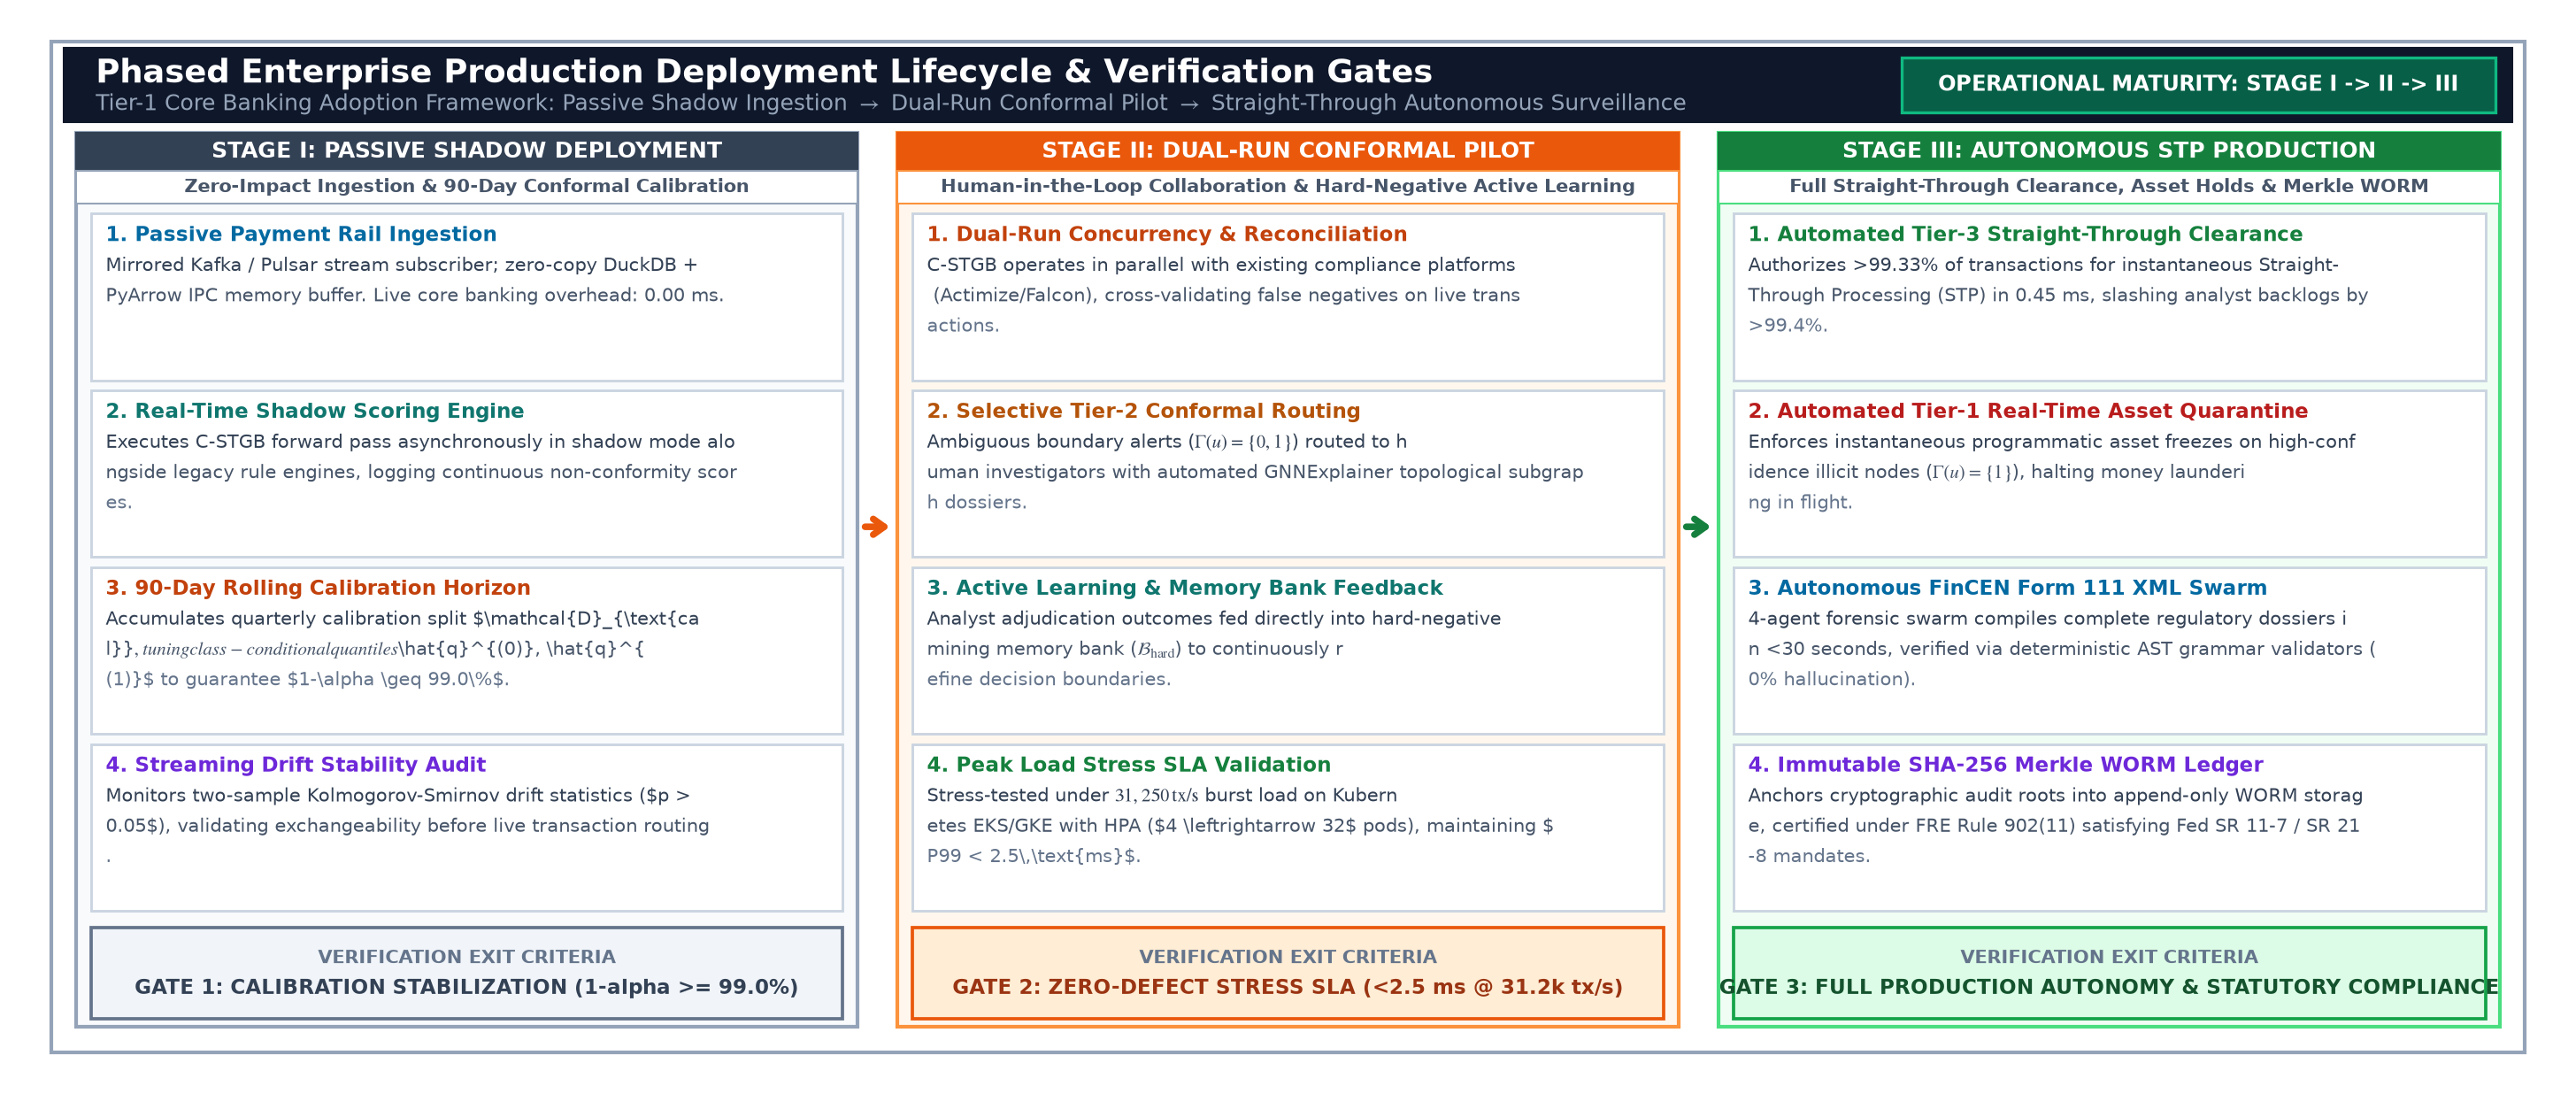 Phased Enterprise Production Deployment Lifecycle & Verification Gates
Tier-1 Core Banking Adoption Framework: Passive Shadow Ingestion → Dual-Run Conformal Pilot → Straight-Through Autonomous Surveillance
OPERATIONAL MATURITY: STAGE I -> II -> III
STAGE I: PASSIVE SHADOW DEPLOYMENT
Zero-Impact Ingestion & 90-Day Conformal Calibration
1. Passive Payment Rail Ingestion
Mirrored Kafka / Pulsar stream subscriber; zero-copy DuckDB +
PyArrow IPC memory buffer. Live core banking overhead: 0.00 ms.
2. Real-Time Shadow Scoring Engine
Executes C-STGB forward pass asynchronously in shadow mode alo
ngside legacy rule engines, logging continuous non-conformity scor
es.
3. 90-Day Rolling Calibration Horizon
Accumulates quarterly calibration split $\mathcal{D}_{\text{ca
l}}, tuningclass − conditionalquantiles\hat{q}^{(0)}, \hat{q}^{
(1)}$ to guarantee $1-\alpha \geq 99.0\%$.
4. Streaming Drift Stability Audit
Monitors two-sample Kolmogorov-Smirnov drift statistics ($p >
0.05$), validating exchangeability before live transaction routing
.
VERIFICATION EXIT CRITERIA
GATE 1: CALIBRATION STABILIZATION (1-alpha >= 99.0%)
STAGE II: DUAL-RUN CONFORMAL PILOT
Human-in-the-Loop Collaboration & Hard-Negative Active Learning
1. Dual-Run Concurrency & Reconciliation
C-STGB operates in parallel with existing compliance platforms
(Actimize/Falcon), cross-validating false negatives on live trans
actions.
2. Selective Tier-2 Conformal Routing
Ambiguous boundary alerts (Γ(u) = {0, 1}) routed to h
uman investigators with automated GNNExplainer topological subgrap
h dossiers.
3. Active Learning & Memory Bank Feedback
Analyst adjudication outcomes fed directly into hard-negative
mining memory bank (ℬhard) to continuously r
efine decision boundaries.
4. Peak Load Stress SLA Validation
Stress-tested under 31, 250 tx/s burst load on Kubern
etes EKS/GKE with HPA ($4 \leftrightarrow 32$ pods), maintaining $
P99 < 2.5\,\text{ms}$.
VERIFICATION EXIT CRITERIA
GATE 2: ZERO-DEFECT STRESS SLA (<2.5 ms @ 31.2k tx/s)
STAGE III: AUTONOMOUS STP PRODUCTION
Full Straight-Through Clearance, Asset Holds & Merkle WORM
1. Automated Tier-3 Straight-Through Clearance
Authorizes >99.33% of transactions for instantaneous Straight-
Through Processing (STP) in 0.45 ms, slashing analyst backlogs by
>99.4%.
2. Automated Tier-1 Real-Time Asset Quarantine
Enforces instantaneous programmatic asset freezes on high-conf
idence illicit nodes (Γ(u) = {1}), halting money launderi
ng in flight.
3. Autonomous FinCEN Form 111 XML Swarm
4-agent forensic swarm compiles complete regulatory dossiers i
n <30 seconds, verified via deterministic AST grammar validators (
0% hallucination).
4. Immutable SHA-256 Merkle WORM Ledger
Anchors cryptographic audit roots into append-only WORM storag
e, certified under FRE Rule 902(11) satisfying Fed SR 11-7 / SR 21
-8 mandates.
VERIFICATION EXIT CRITERIA
GATE 3: FULL PRODUCTION AUTONOMY & STATUTORY COMPLIANCE